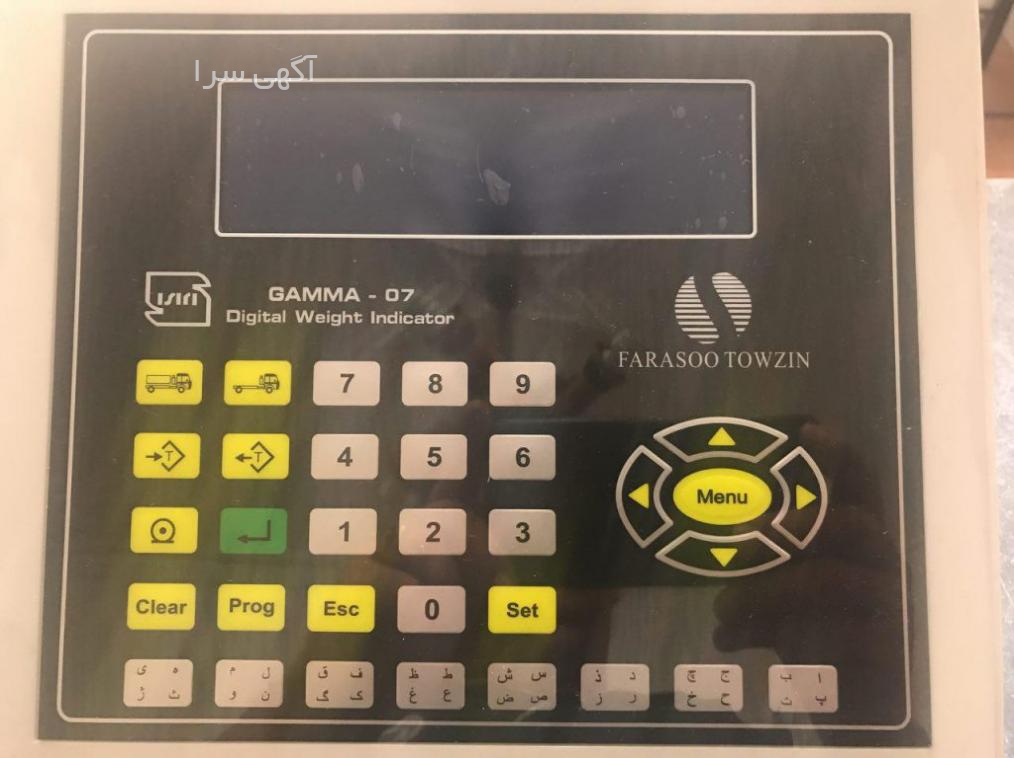 آگهی سرا
ISIRI
GAMMA - 07
Digital Weight Indicator
FARASOO TOWZIN
7 8 9
T T 4 5 6
Menu
1 2 3
Clear Prog Esc 0 Set
ی ه م ل ق ف ظ ط ش س ذ د چ ج ب ا
ژ ث و ن گ ک غ ع ض ص ز ر خ ح ت پ